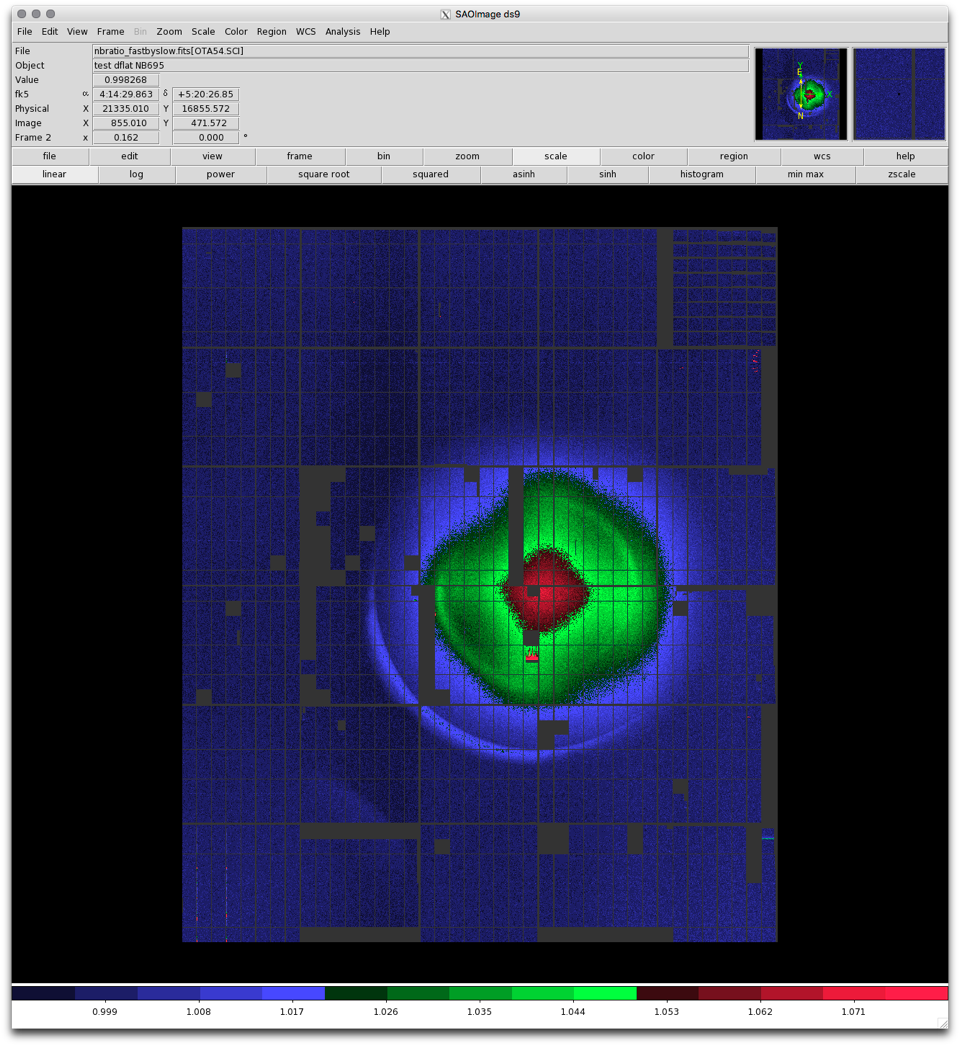 SAOImage ds9
File Edit View Frame Bin Zoom Scale Color Region WCS Analysis Help
File nbratio_fastbyslow.fits[OTA54.SCI]
Object test dflat NB695
Value 0.998268
fk5 α 4:14:29.863 δ +5:20:26.85
Physical X 21335.010 Y 16855.572
Image X 855.010 Y 471.572
Frame 2 x 0.162 0.000 °
Y
E
X
N
file edit view frame bin zoom scale color region wcs help
linear log power square root squared asinh sinh histogram min max zscale
0.999 1.008 1.017 1.026 1.035 1.044 1.053 1.062 1.071